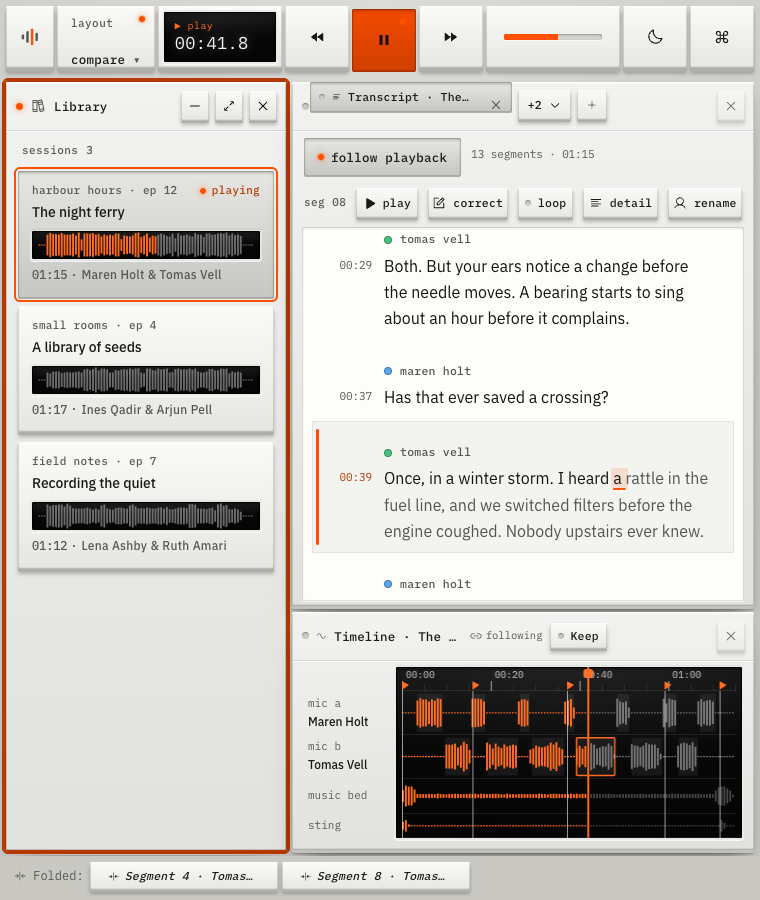 layout
compare ▾
▶ play
00:41.8
⌘
Library
sessions 3
harbour hours · ep 12
playing
The night ferry
01:15 · Maren Holt & Tomas Vell
small rooms · ep 4
A library of seeds
01:17 · Ines Qadir & Arjun Pell
field notes · ep 7
Recording the quiet
01:12 · Lena Ashby & Ruth Amari
Transcript · The…
+2
follow playback
13 segments · 01:15
seg 08
play
correct
loop
detail
rename
tomas vell
00:29
Both. But your ears notice a change before
the needle moves. A bearing starts to sing
about an hour before it complains.
maren holt
00:37
Has that ever saved a crossing?
tomas vell
00:39
Once, in a winter storm. I heard a rattle in the
fuel line, and we switched filters before the
engine coughed. Nobody upstairs ever knew.
maren holt
Timeline · The …
following
Keep
00:00
00:20
00:40
01:00
mic a
Maren Holt
mic b
Tomas Vell
music bed
sting
Folded:
Segment 4 · Tomas…
Segment 8 · Tomas…